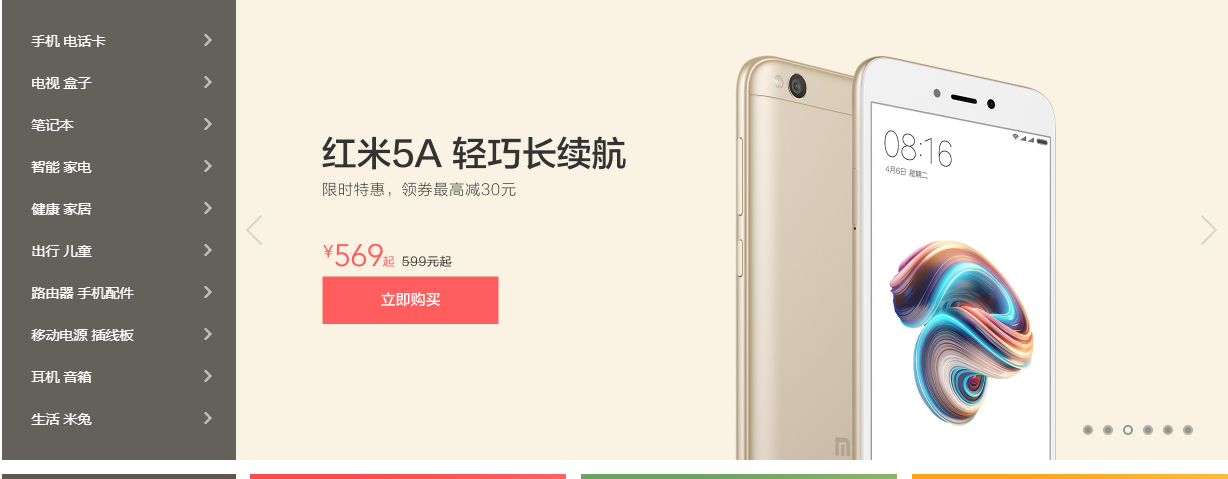 手机 电话卡
电视 盒子
笔记本
智能 家电
健康 家居
出行 儿童
路由器 手机配件
移动电源 插线板
耳机 音箱
生活 米兔
红米5A 轻巧长续航
限时特惠，领券最高减30元
¥569起 599元起
立即购买
08:16
4月6日 星期二